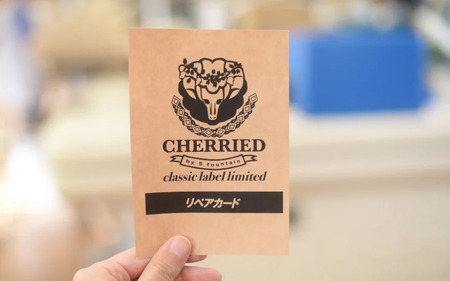 CHERRIED
by S fountain
classic label limited
リペアカード